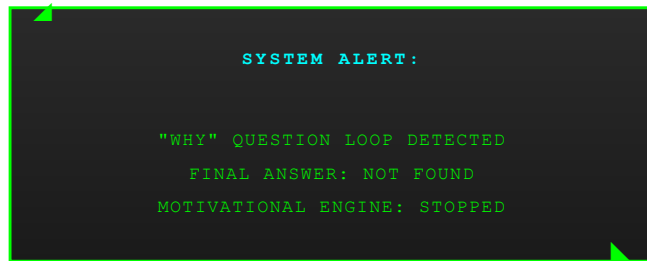 SYSTEM ALERT:
"WHY" QUESTION LOOP DETECTED
FINAL ANSWER: NOT FOUND
MOTIVATIONAL ENGINE: STOPPED